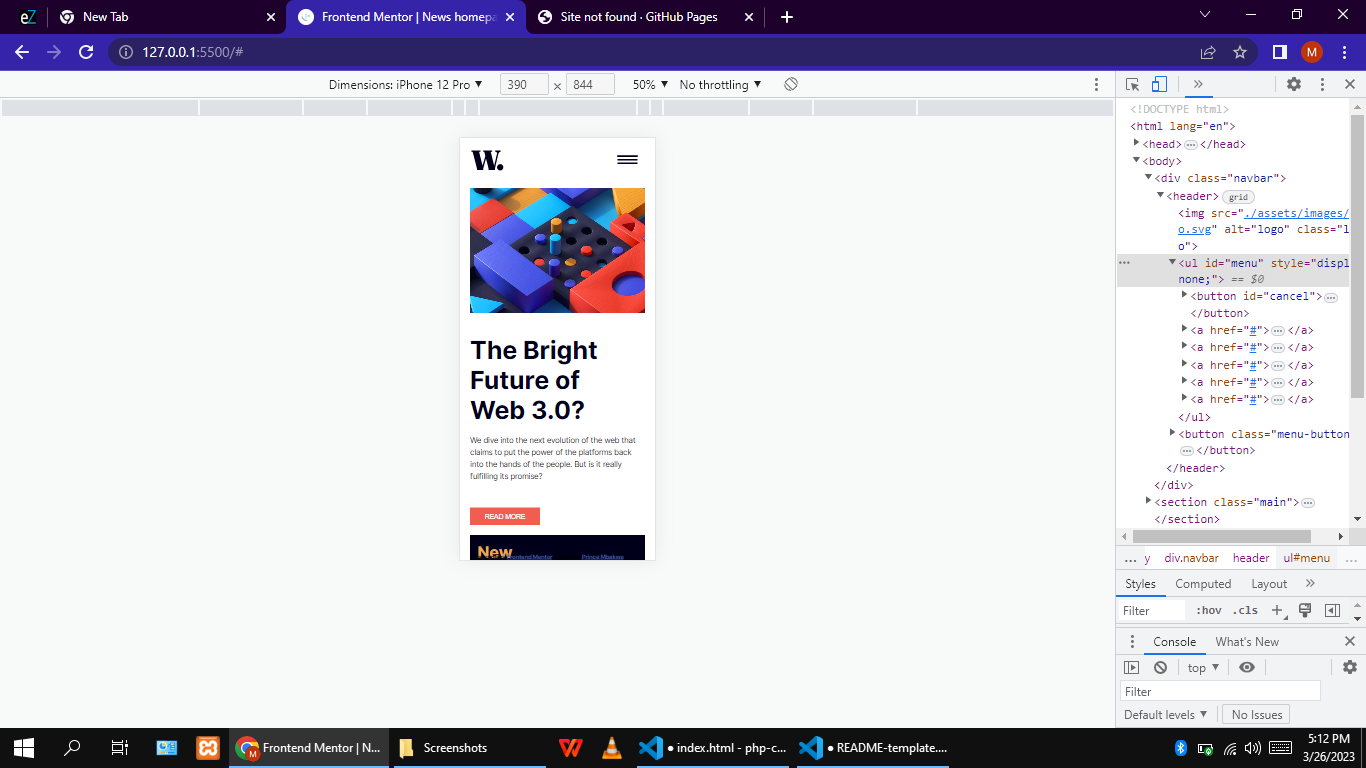 eZ
New Tab
Frontend Mentor | News homepa
Site not found · GitHub Pages
127.0.0.1:5500/#
M
Dimensions: iPhone 12 Pro
390 × 844
50%
No throttling
W.
The Bright
Future of
Web 3.0?
We dive into the next evolution of the web that
claims to put the power of the platforms back
into the hands of the people. But is it really
fulfilling its promise?
READ MORE
New
Frontend Mentor
<!DOCTYPE html>
<html lang="en">
<head>…</head>
<body>
<div class="navbar">
<header> grid
<img src="./assets/images/
o.svg" alt="logo" class="l
o">
<ul id="menu" style="displ
none;"> == $0
<button id="cancel">…
</button>
<a href="#">…</a>
<a href="#">…</a>
<a href="#">…</a>
<a href="#">…</a>
<a href="#">…</a>
</ul>
<button class="menu-button
…</button>
</header>
</div>
<section class="main">…
</section>
… y div.navbar header ul#menu …
Styles Computed Layout
Filter :hov .cls
Console What's New
top
Filter
Default levels No Issues
Frontend Mentor | N...
Screenshots
● index.html - php-c...
● README-template....
5:12 PM
3/26/2023